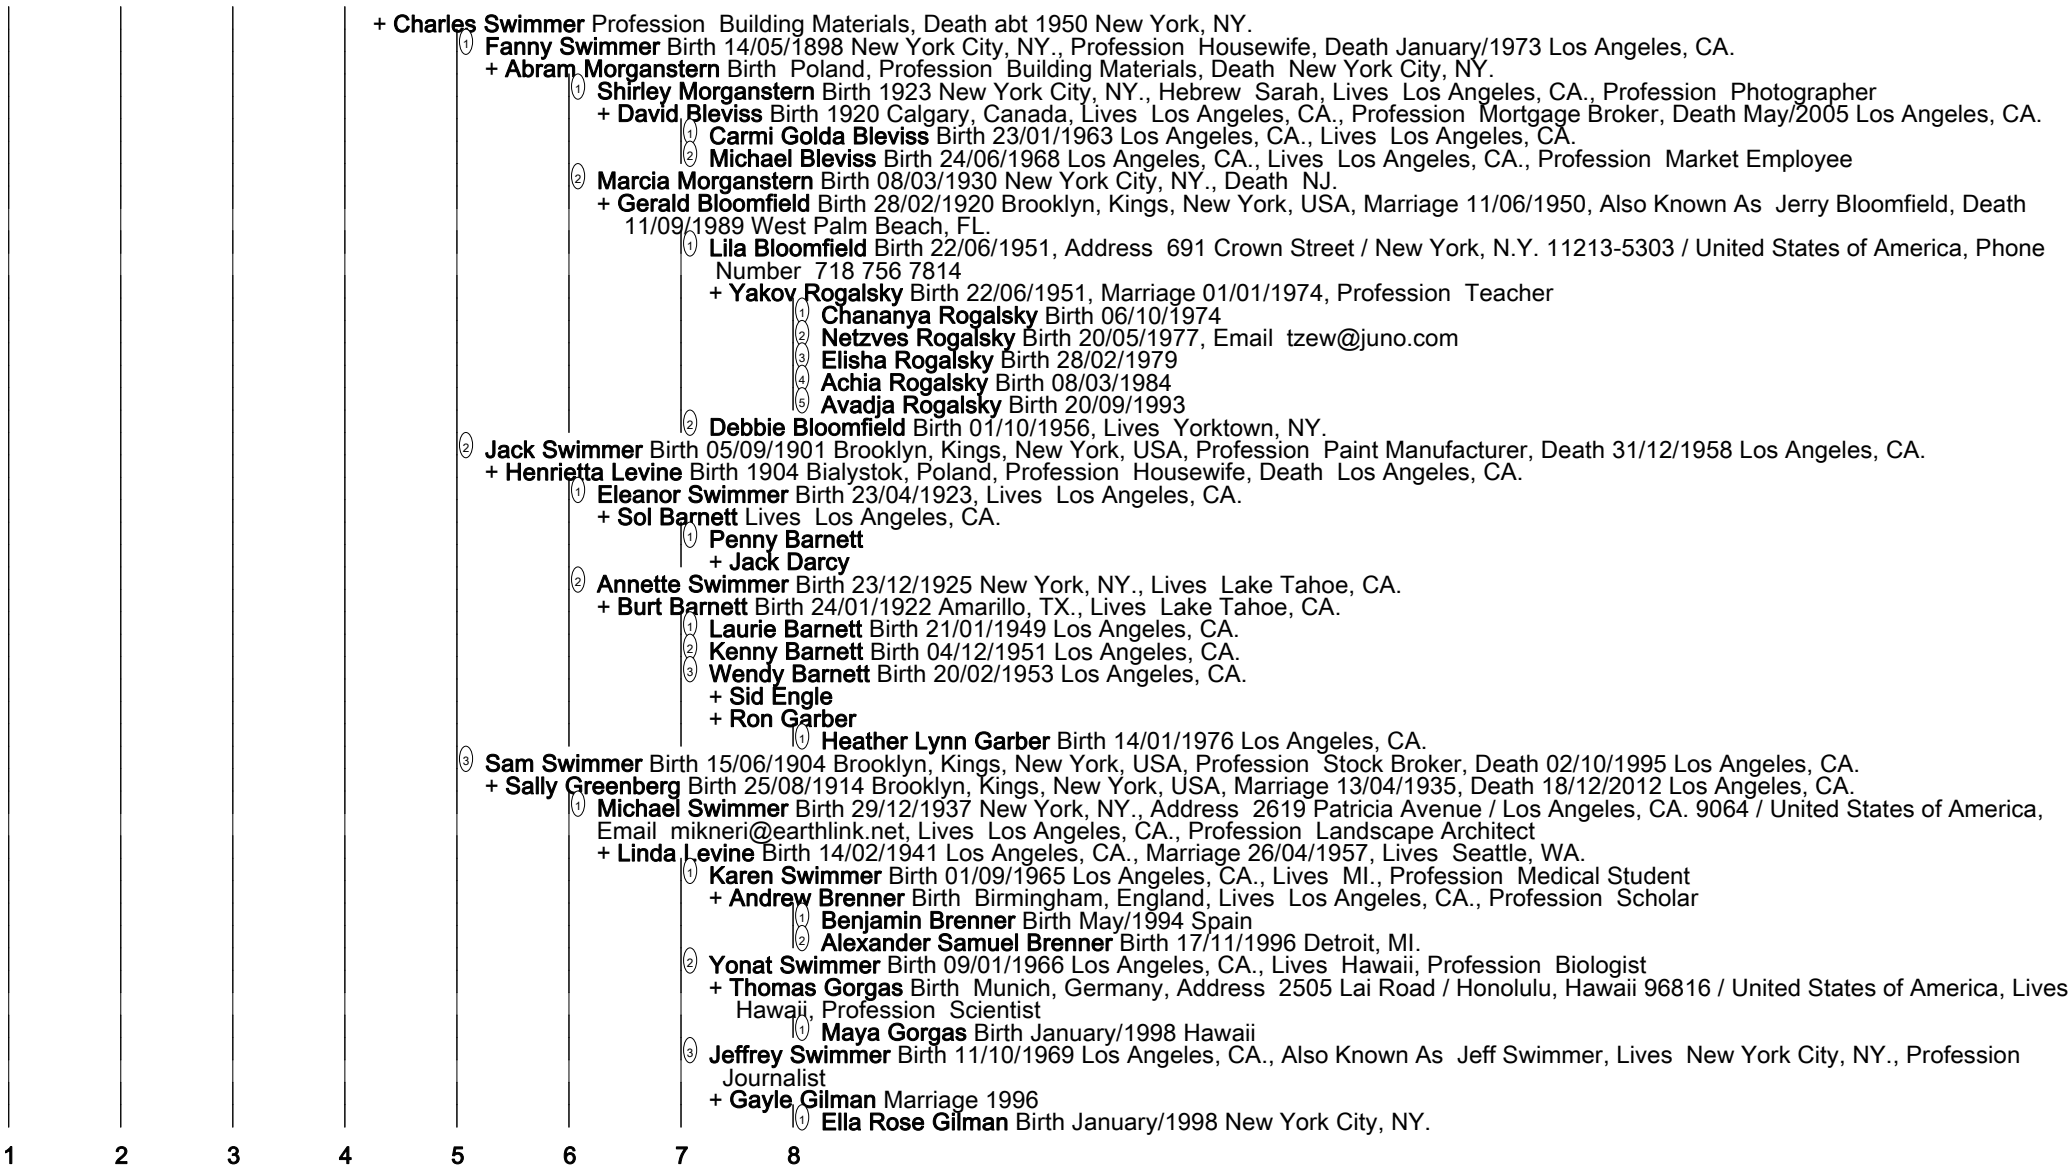 + Charles Swimmer Profession  Building Materials, Death abt 1950 New York, NY.
1 Fanny Swimmer Birth 14/05/1898 New York City, NY., Profession  Housewife, Death January/1973 Los Angeles, CA.
+ Abram Morganstern Birth  Poland, Profession  Building Materials, Death  New York City, NY.
1 Shirley Morganstern Birth 1923 New York City, NY., Hebrew  Sarah, Lives  Los Angeles, CA., Profession  Photographer
+ David Bleviss Birth 1920 Calgary, Canada, Lives  Los Angeles, CA., Profession  Mortgage Broker, Death May/2005 Los Angeles, CA.
1 Carmi Golda Bleviss Birth 23/01/1963 Los Angeles, CA., Lives  Los Angeles, CA.
2 Michael Bleviss Birth 24/06/1968 Los Angeles, CA., Lives  Los Angeles, CA., Profession  Market Employee
2 Marcia Morganstern Birth 08/03/1930 New York City, NY., Death  NJ.
+ Gerald Bloomfield Birth 28/02/1920 Brooklyn, Kings, New York, USA, Marriage 11/06/1950, Also Known As  Jerry Bloomfield, Death
11/09/1989 West Palm Beach, FL.
1 Lila Bloomfield Birth 22/06/1951, Address  691 Crown Street / New York, N.Y. 11213-5303 / United States of America, Phone
Number  718 756 7814
+ Yakov Rogalsky Birth 22/06/1951, Marriage 01/01/1974, Profession  Teacher
1 Chananya Rogalsky Birth 06/10/1974
2 Netzves Rogalsky Birth 20/05/1977, Email  tzew@juno.com
3 Elisha Rogalsky Birth 28/02/1979
4 Achia Rogalsky Birth 08/03/1984
5 Avadja Rogalsky Birth 20/09/1993
2 Debbie Bloomfield Birth 01/10/1956, Lives  Yorktown, NY.
2 Jack Swimmer Birth 05/09/1901 Brooklyn, Kings, New York, USA, Profession  Paint Manufacturer, Death 31/12/1958 Los Angeles, CA.
+ Henrietta Levine Birth 1904 Bialystok, Poland, Profession  Housewife, Death  Los Angeles, CA.
1 Eleanor Swimmer Birth 23/04/1923, Lives  Los Angeles, CA.
+ Sol Barnett Lives  Los Angeles, CA.
1 Penny Barnett
+ Jack Darcy
2 Annette Swimmer Birth 23/12/1925 New York, NY., Lives  Lake Tahoe, CA.
+ Burt Barnett Birth 24/01/1922 Amarillo, TX., Lives  Lake Tahoe, CA.
1 Laurie Barnett Birth 21/01/1949 Los Angeles, CA.
2 Kenny Barnett Birth 04/12/1951 Los Angeles, CA.
3 Wendy Barnett Birth 20/02/1953 Los Angeles, CA.
+ Sid Engle
+ Ron Garber
1 Heather Lynn Garber Birth 14/01/1976 Los Angeles, CA.
3 Sam Swimmer Birth 15/06/1904 Brooklyn, Kings, New York, USA, Profession  Stock Broker, Death 02/10/1995 Los Angeles, CA.
+ Sally Greenberg Birth 25/08/1914 Brooklyn, Kings, New York, USA, Marriage 13/04/1935, Death 18/12/2012 Los Angeles, CA.
1 Michael Swimmer Birth 29/12/1937 New York, NY., Address  2619 Patricia Avenue / Los Angeles, CA. 9064 / United States of America,
Email  mikneri@earthlink.net, Lives  Los Angeles, CA., Profession  Landscape Architect
+ Linda Levine Birth 14/02/1941 Los Angeles, CA., Marriage 26/04/1957, Lives  Seattle, WA.
1 Karen Swimmer Birth 01/09/1965 Los Angeles, CA., Lives  MI., Profession  Medical Student
+ Andrew Brenner Birth  Birmingham, England, Lives  Los Angeles, CA., Profession  Scholar
1 Benjamin Brenner Birth May/1994 Spain
2 Alexander Samuel Brenner Birth 17/11/1996 Detroit, MI.
2 Yonat Swimmer Birth 09/01/1966 Los Angeles, CA., Lives  Hawaii, Profession  Biologist
+ Thomas Gorgas Birth  Munich, Germany, Address  2505 Lai Road / Honolulu, Hawaii 96816 / United States of America, Lives
Hawaii, Profession  Scientist
1 Maya Gorgas Birth January/1998 Hawaii
3 Jeffrey Swimmer Birth 11/10/1969 Los Angeles, CA., Also Known As  Jeff Swimmer, Lives  New York City, NY., Profession
Journalist
+ Gayle Gilman Marriage 1996
1 Ella Rose Gilman Birth January/1998 New York City, NY.
1 2 3 4 5 6 7 8